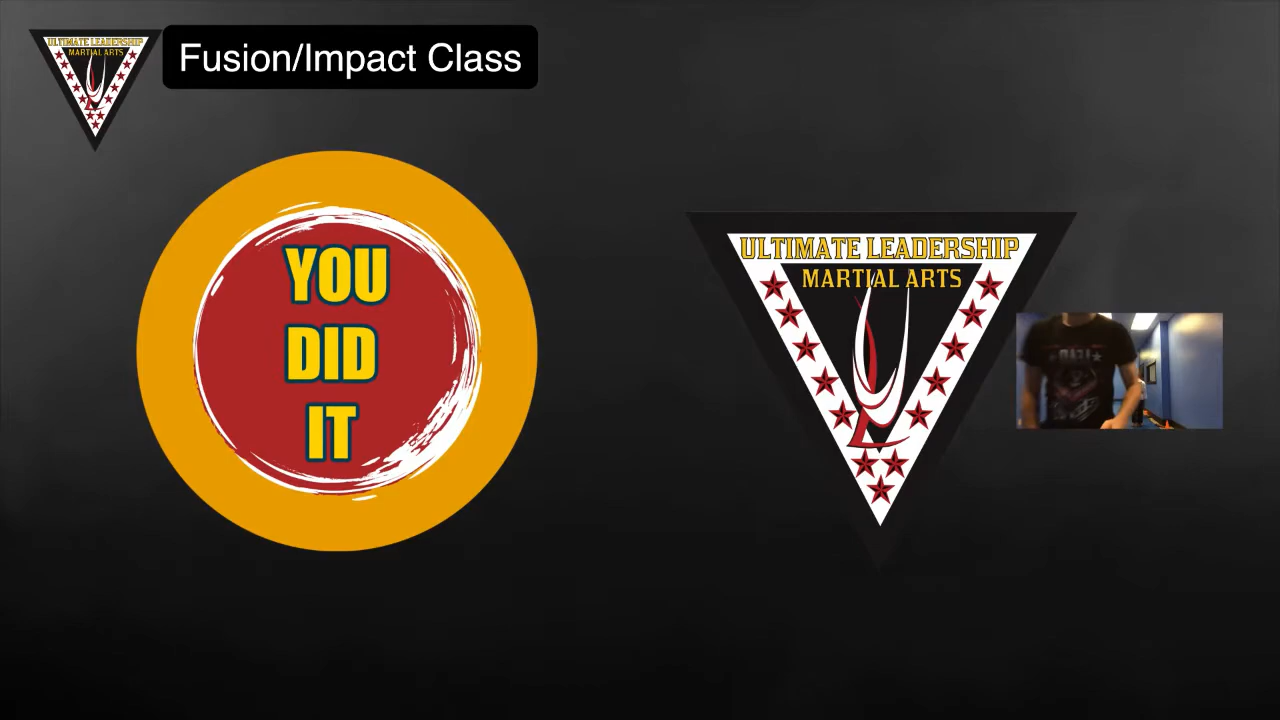 ULTIMATE LEADERSHIP
MARTIAL ARTS
Fusion/Impact Class
YOU
DID
IT
ULTIMATE LEADERSHIP
MARTIAL ARTS